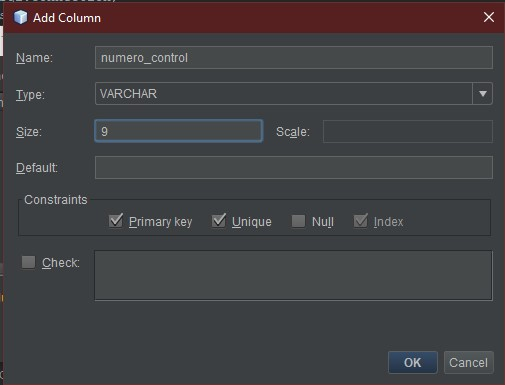 Add Column
Name: numero_control
Type: VARCHAR
Size: 9 Scale:
Default:
Constraints
Primary key Unique Null Index
Check:
OK Cancel